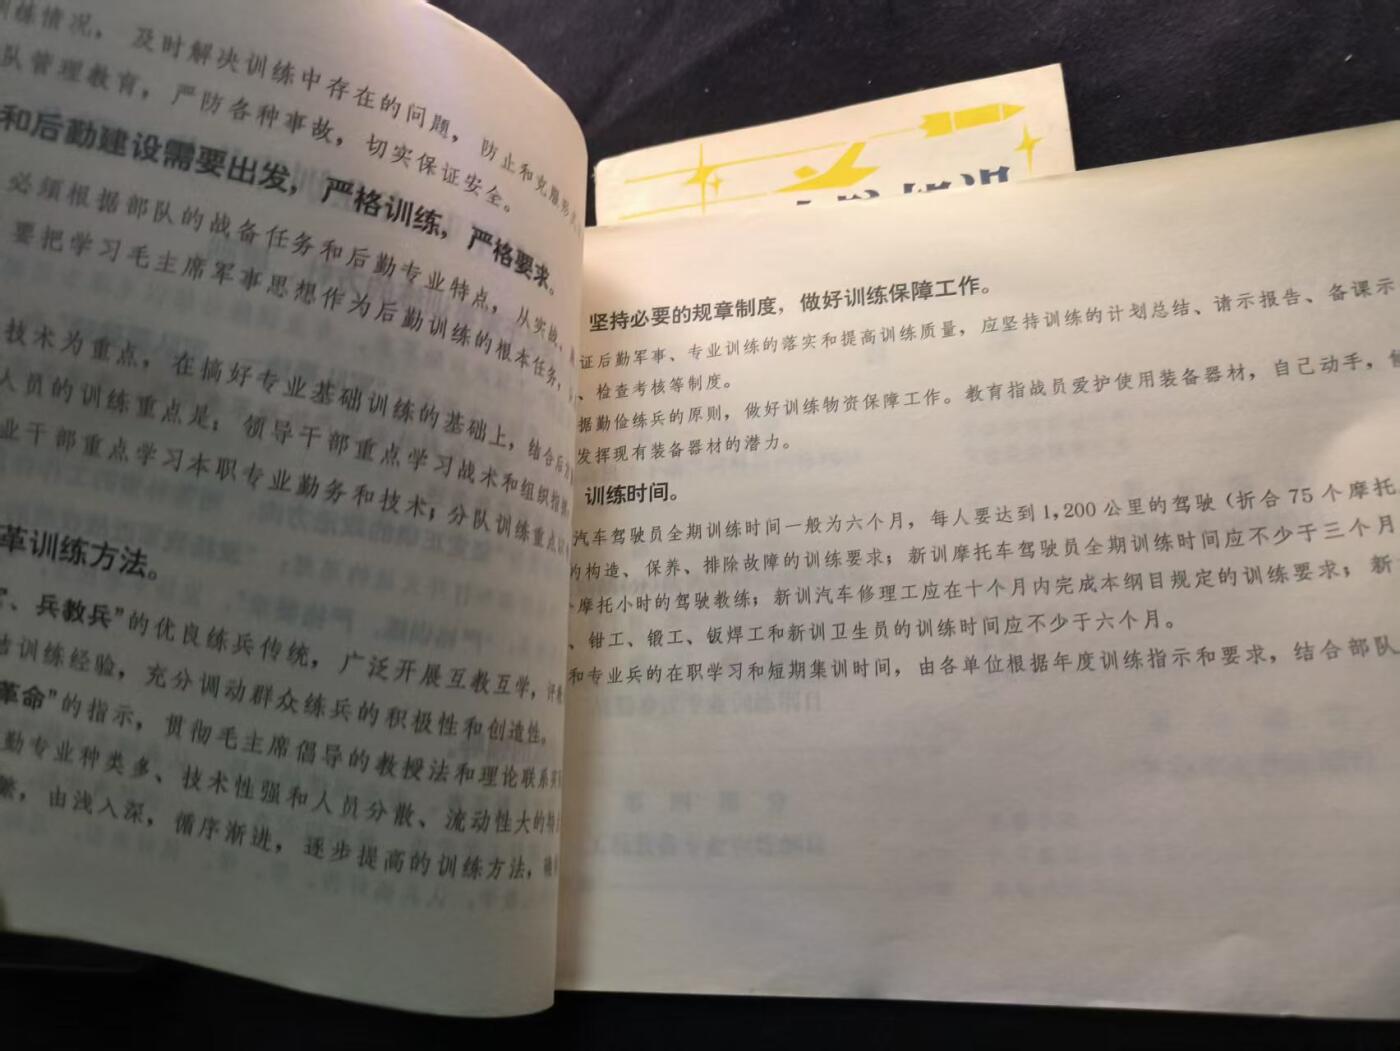 训练情况，及时解决训练中存在的问题，防止和克服形
队管理教育，严防各种事故，切实保证安全。
和后勤建设需要出发，严格训练，严格要求。
必须根据部队的战备任务和后勤专业特点，从实战
要把学习毛主席军事思想作为后勤训练的根本任务，
技术为重点，在搞好专业基础训练的基础上，结合后方
人员的训练重点是：领导干部重点学习战术和组织指挥
业干部重点学习本职专业勤务和技术；分队训练重点
革训练方法。
、兵教兵”的优良练兵传统，广泛开展互教互学，评
训练经验，充分调动群众练兵的积极性和创造性。
革命”的指示，贯彻毛主席倡导的教授法和理论联系实
勤专业种类多、技术性强和人员分散、流动性大的特
繁，由浅入深，循序渐进，逐步提高的训练方法，
坚持必要的规章制度，做好训练保障工作。
证后勤军事、专业训练的落实和提高训练质量，应坚持训练的计划总结、请示报告、备课示
、检查考核等制度。
据勤俭练兵的原则，做好训练物资保障工作。教育指战员爱护使用装备器材，自己动手，
发挥现有装备器材的潜力。
训练时间。
汽车驾驶员全期训练时间一般为六个月，每人要达到1,200公里的驾驶（折合75个摩托
的构造、保养、排除故障的训练要求；新训摩托车驾驶员全期训练时间应不少于三个月
摩托小时的驾驶教练；新训汽车修理工应在十个月内完成本纲目规定的训练要求；新
、钳工、锻工、钣焊工和新训卫生员的训练时间应不少于六个月。
和专业兵的在职学习和短期集训时间，由各单位根据年度训练指示和要求，结合部队